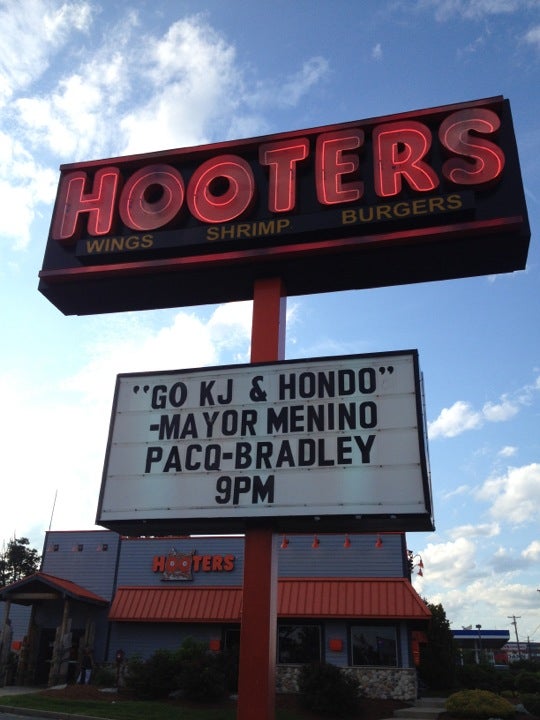 HOOTERS
WINGS SHRIMP BURGERS
"GO KJ & HONDO"
-MAYOR MENINO
PACQ-BRADLEY
9PM
HOOTERS